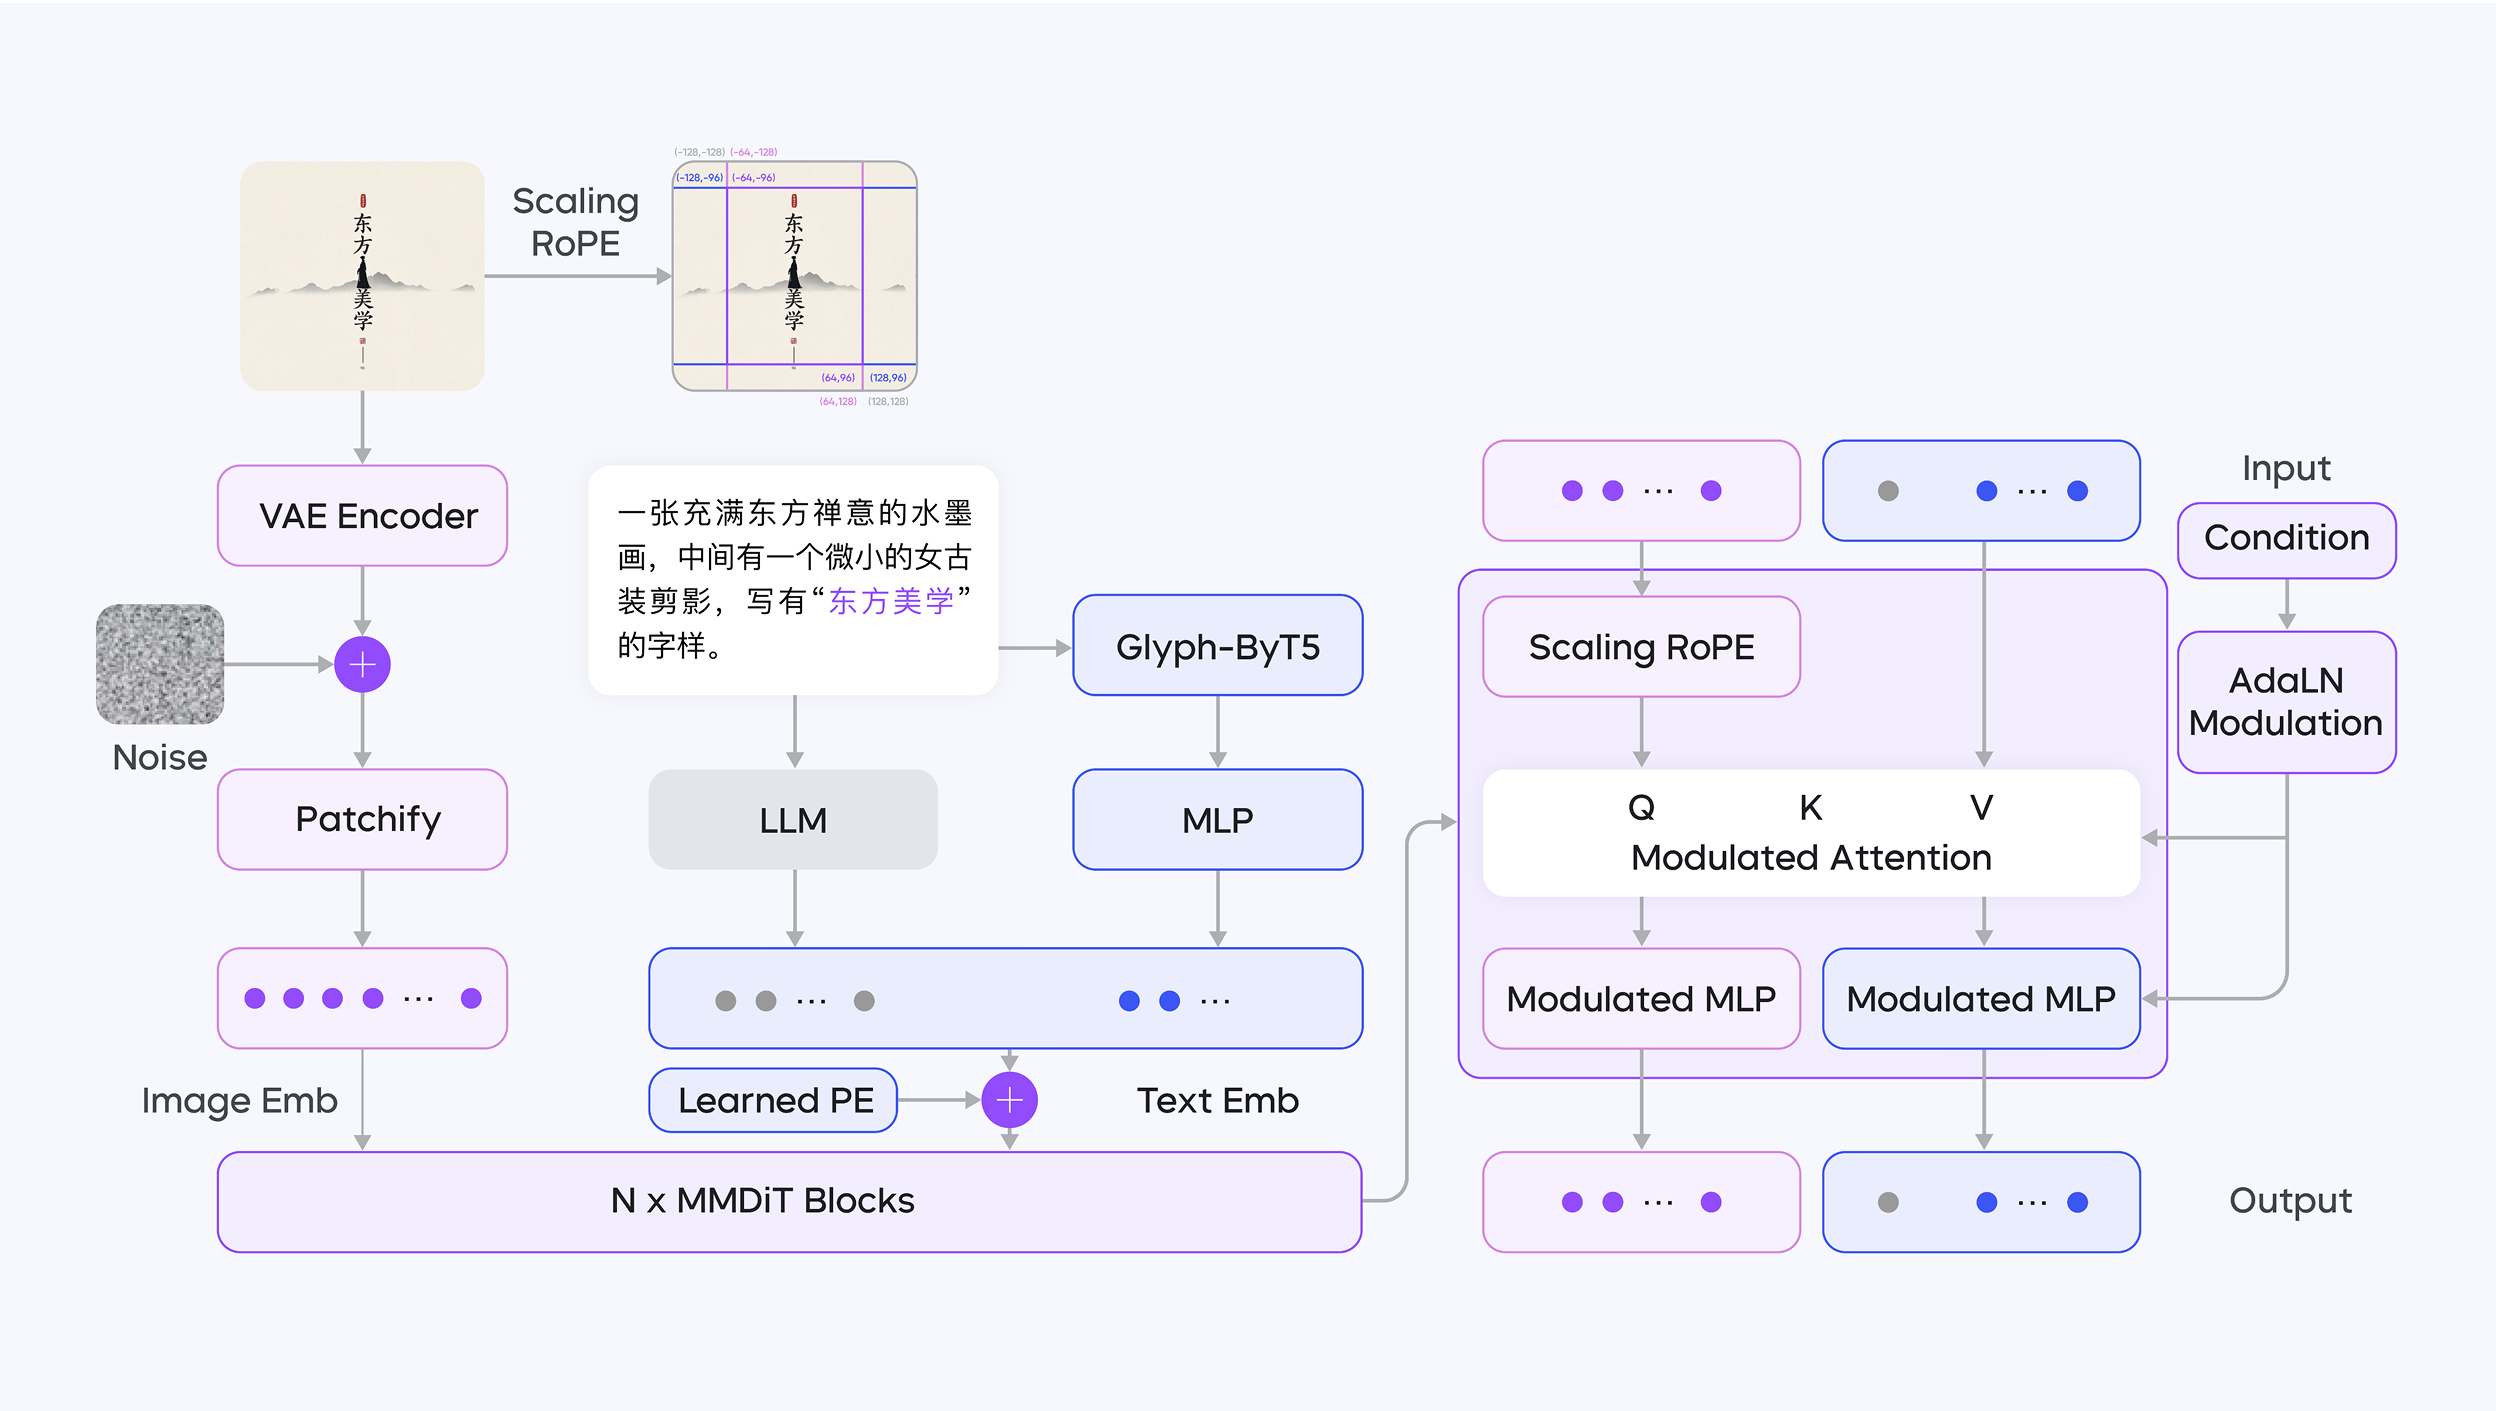 东
方
美
学
Scaling
RoPE
(-128,-128) (-64,-128)
(-128,-96) (-64,-96)
东
方
美
学
(64,96) (128,96)
(64,128) (128,128)
VAE Encoder
Noise
Patchify
Image Emb
一张充满东方禅意的水墨
画，中间有一个微小的女古
装剪影，写有“东方美学”
的字样。
Glyph-ByT5
LLM
MLP
Learned PE
Text Emb
N x MMDiT Blocks
Input
Condition
Scaling RoPE
AdaLN
Modulation
Q K V
Modulated Attention
Modulated MLP
Modulated MLP
Output